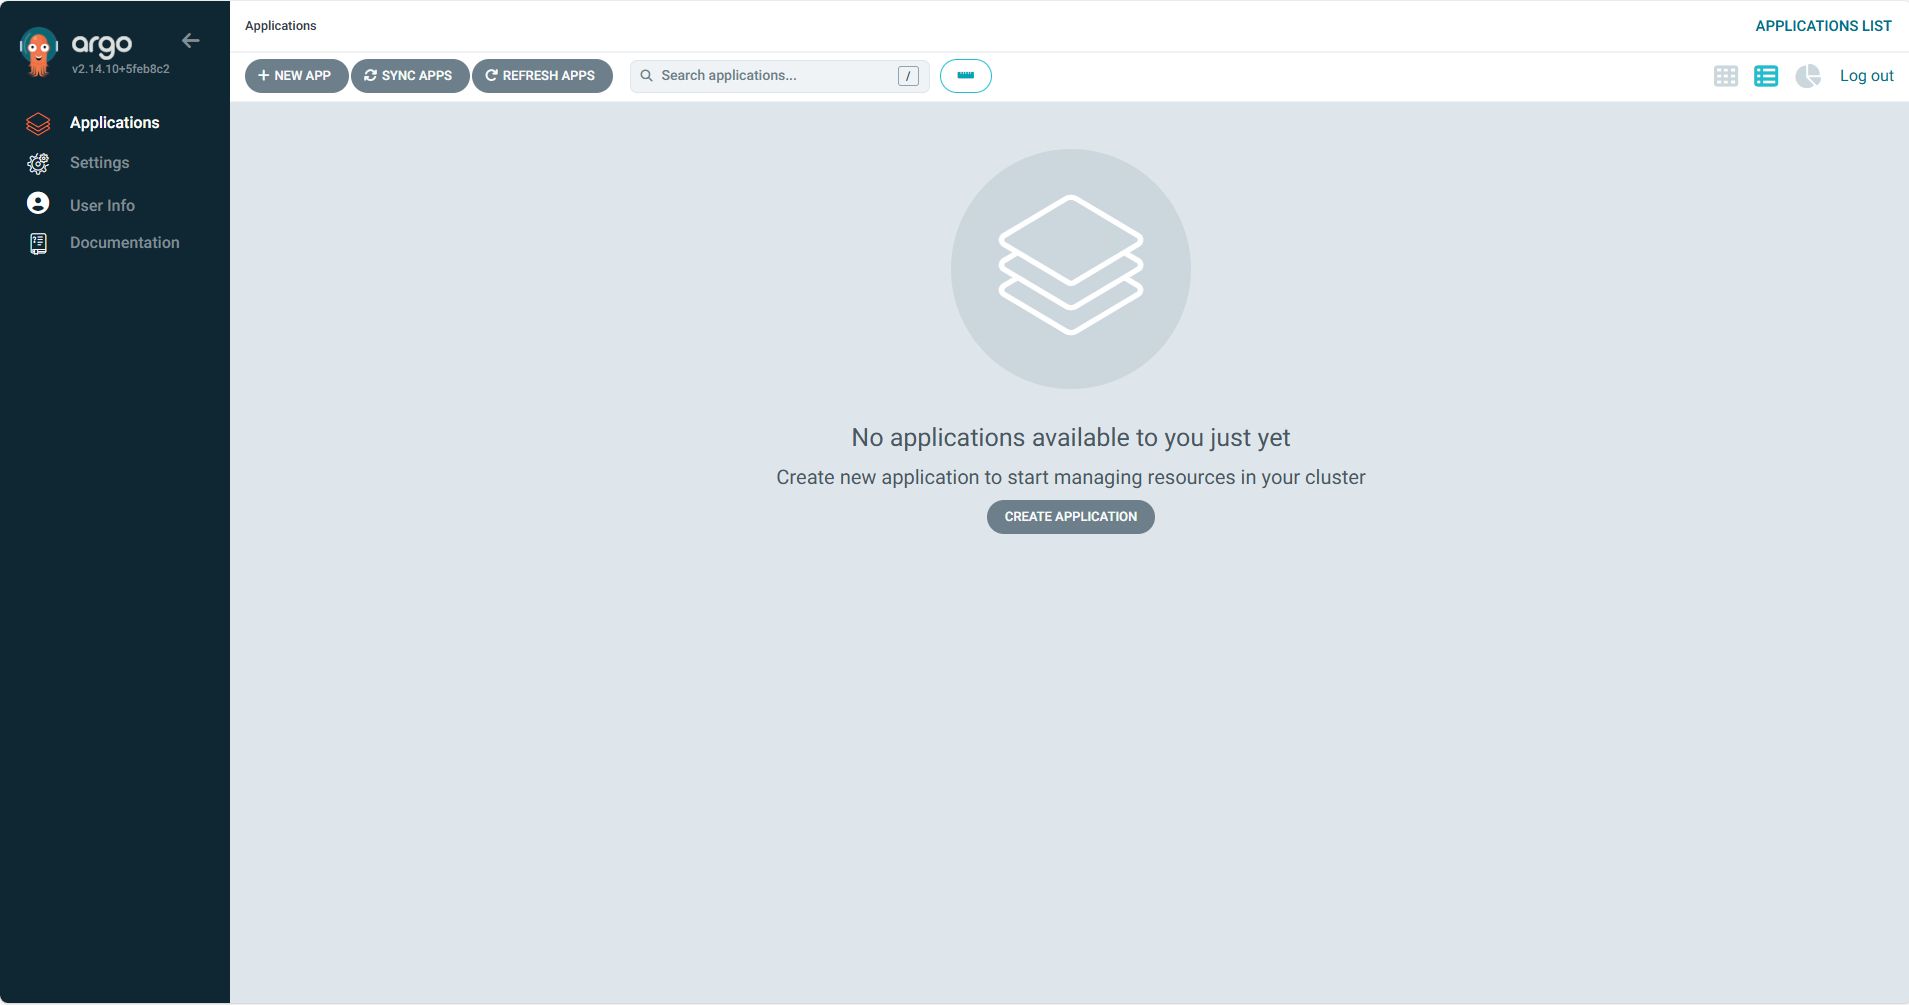 argo
v2.14.10+5feb8c2
Applications
Settings
User Info
Documentation
Applications
APPLICATIONS LIST
+ NEW APP SYNC APPS REFRESH APPS Search applications... / Log out
No applications available to you just yet
Create new application to start managing resources in your cluster
CREATE APPLICATION